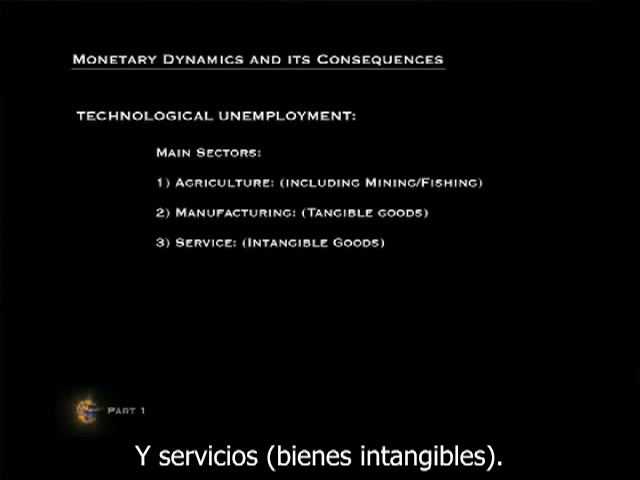 Monetary Dynamics and its Consequences
TECHNOLOGICAL UNEMPLOYMENT:
Main Sectors:
1) Agriculture: (including Mining/Fishing)
2) Manufacturing: (Tangible goods)
3) Service: (Intangible Goods)
Part 1
Y servicios (bienes intangibles).